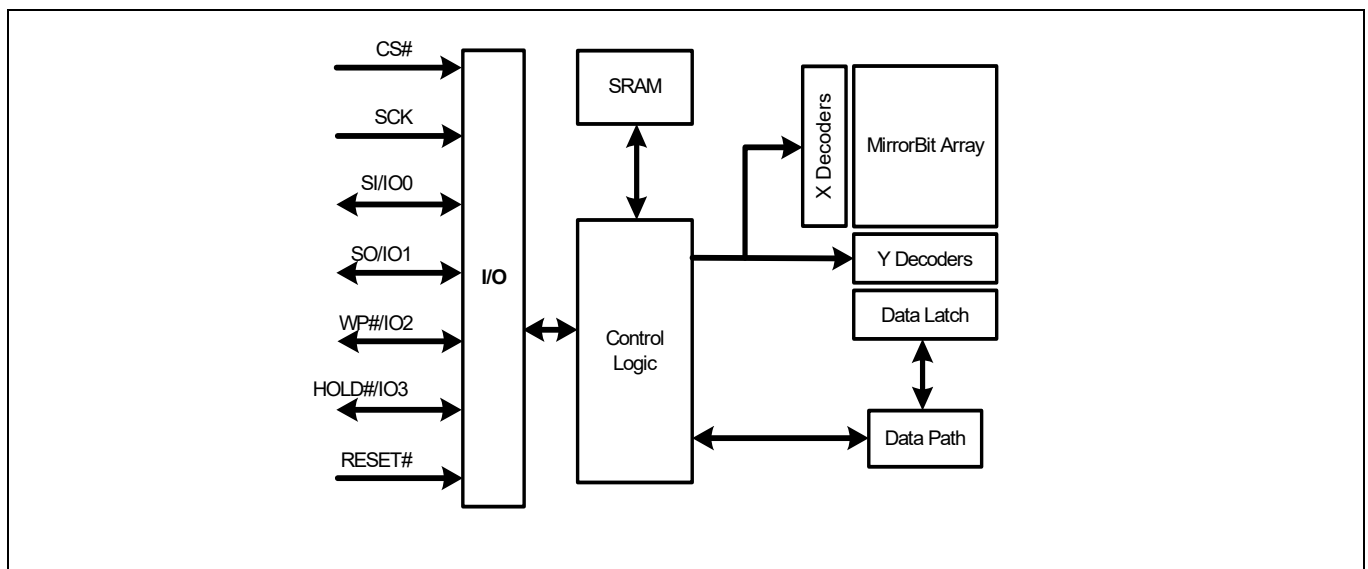 CS#
SCK
SI/IO0
SO/IO1
WP#/IO2
HOLD#/IO3
RESET#
I/O
SRAM
Control
Logic
X Decoders
MirrorBit Array
Y Decoders
Data Latch
Data Path